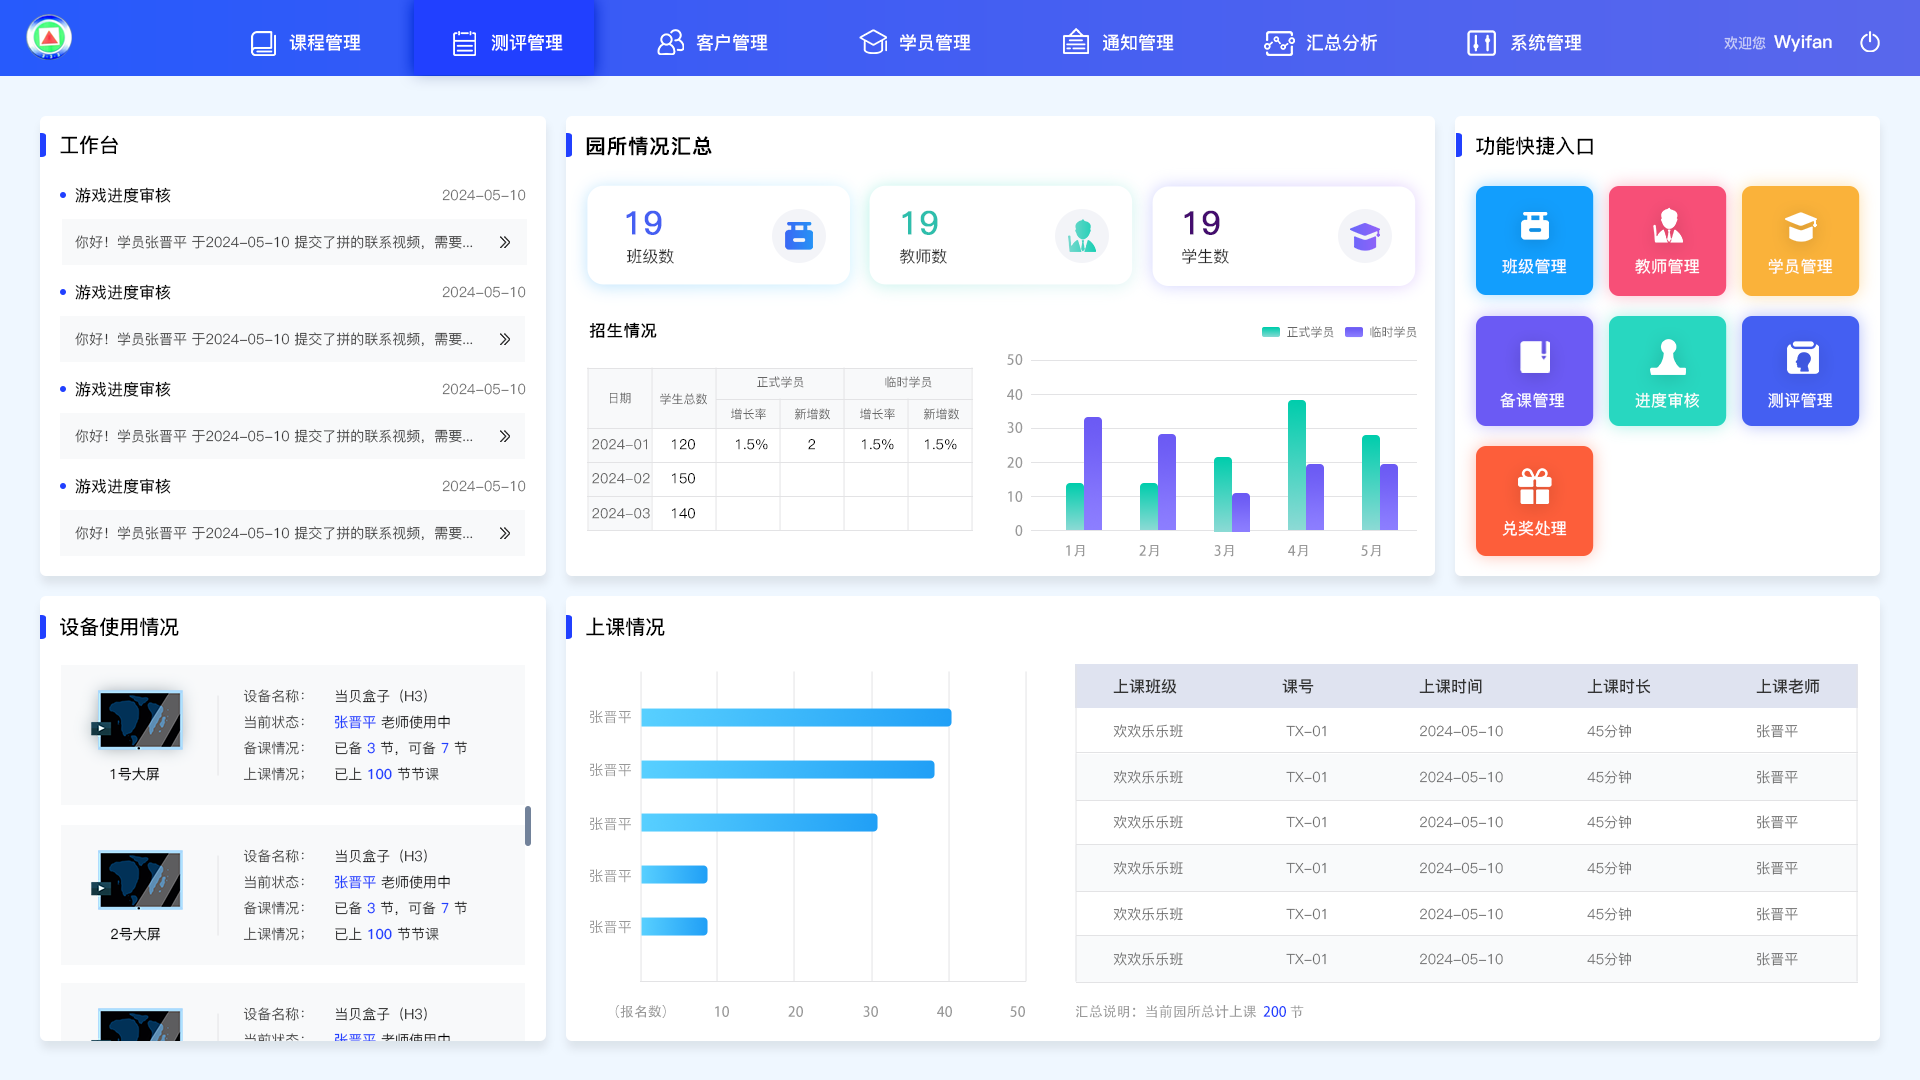 课程管理
测评管理
客户管理
学员管理
通知管理
汇总分析
系统管理
欢迎您 Wyifan
工作台
游戏进度审核 2024-05-10
你好！学员张晋平 于2024-05-10 提交了拼的联系视频，需要...
游戏进度审核 2024-05-10
你好！学员张晋平 于2024-05-10 提交了拼的联系视频，需要...
游戏进度审核 2024-05-10
你好！学员张晋平 于2024-05-10 提交了拼的联系视频，需要...
游戏进度审核 2024-05-10
你好！学员张晋平 于2024-05-10 提交了拼的联系视频，需要...
园所情况汇总
19
班级数
19
教师数
19
学生数
招生情况
日期 学生总数 正式学员 临时学员
增长率 新增数 增长率 新增数
2024-01 120 1.5% 2 1.5% 1.5%
2024-02 150
2024-03 140
正式学员 临时学员
50
40
30
20
10
0
1月 2月 3月 4月 5月
功能快捷入口
班级管理
教师管理
学员管理
备课管理
进度审核
测评管理
兑奖处理
设备使用情况
1号大屏
设备名称： 当贝盒子（H3）
当前状态： 张晋平 老师使用中
备课情况： 已备 3 节，可备 7 节
上课情况； 已上 100 节节课
2号大屏
设备名称： 当贝盒子（H3）
当前状态： 张晋平 老师使用中
备课情况： 已备 3 节，可备 7 节
上课情况； 已上 100 节节课
设备名称： 当贝盒子（H3）
当前状态： 张晋平 老师使用中
上课情况
张晋平
张晋平
张晋平
张晋平
张晋平
（报名数） 10 20 30 40 50
上课班级 课号 上课时间 上课时长 上课老师
欢欢乐乐班 TX-01 2024-05-10 45分钟 张晋平
欢欢乐乐班 TX-01 2024-05-10 45分钟 张晋平
欢欢乐乐班 TX-01 2024-05-10 45分钟 张晋平
欢欢乐乐班 TX-01 2024-05-10 45分钟 张晋平
欢欢乐乐班 TX-01 2024-05-10 45分钟 张晋平
欢欢乐乐班 TX-01 2024-05-10 45分钟 张晋平
汇总说明：当前园所总计上课 200 节